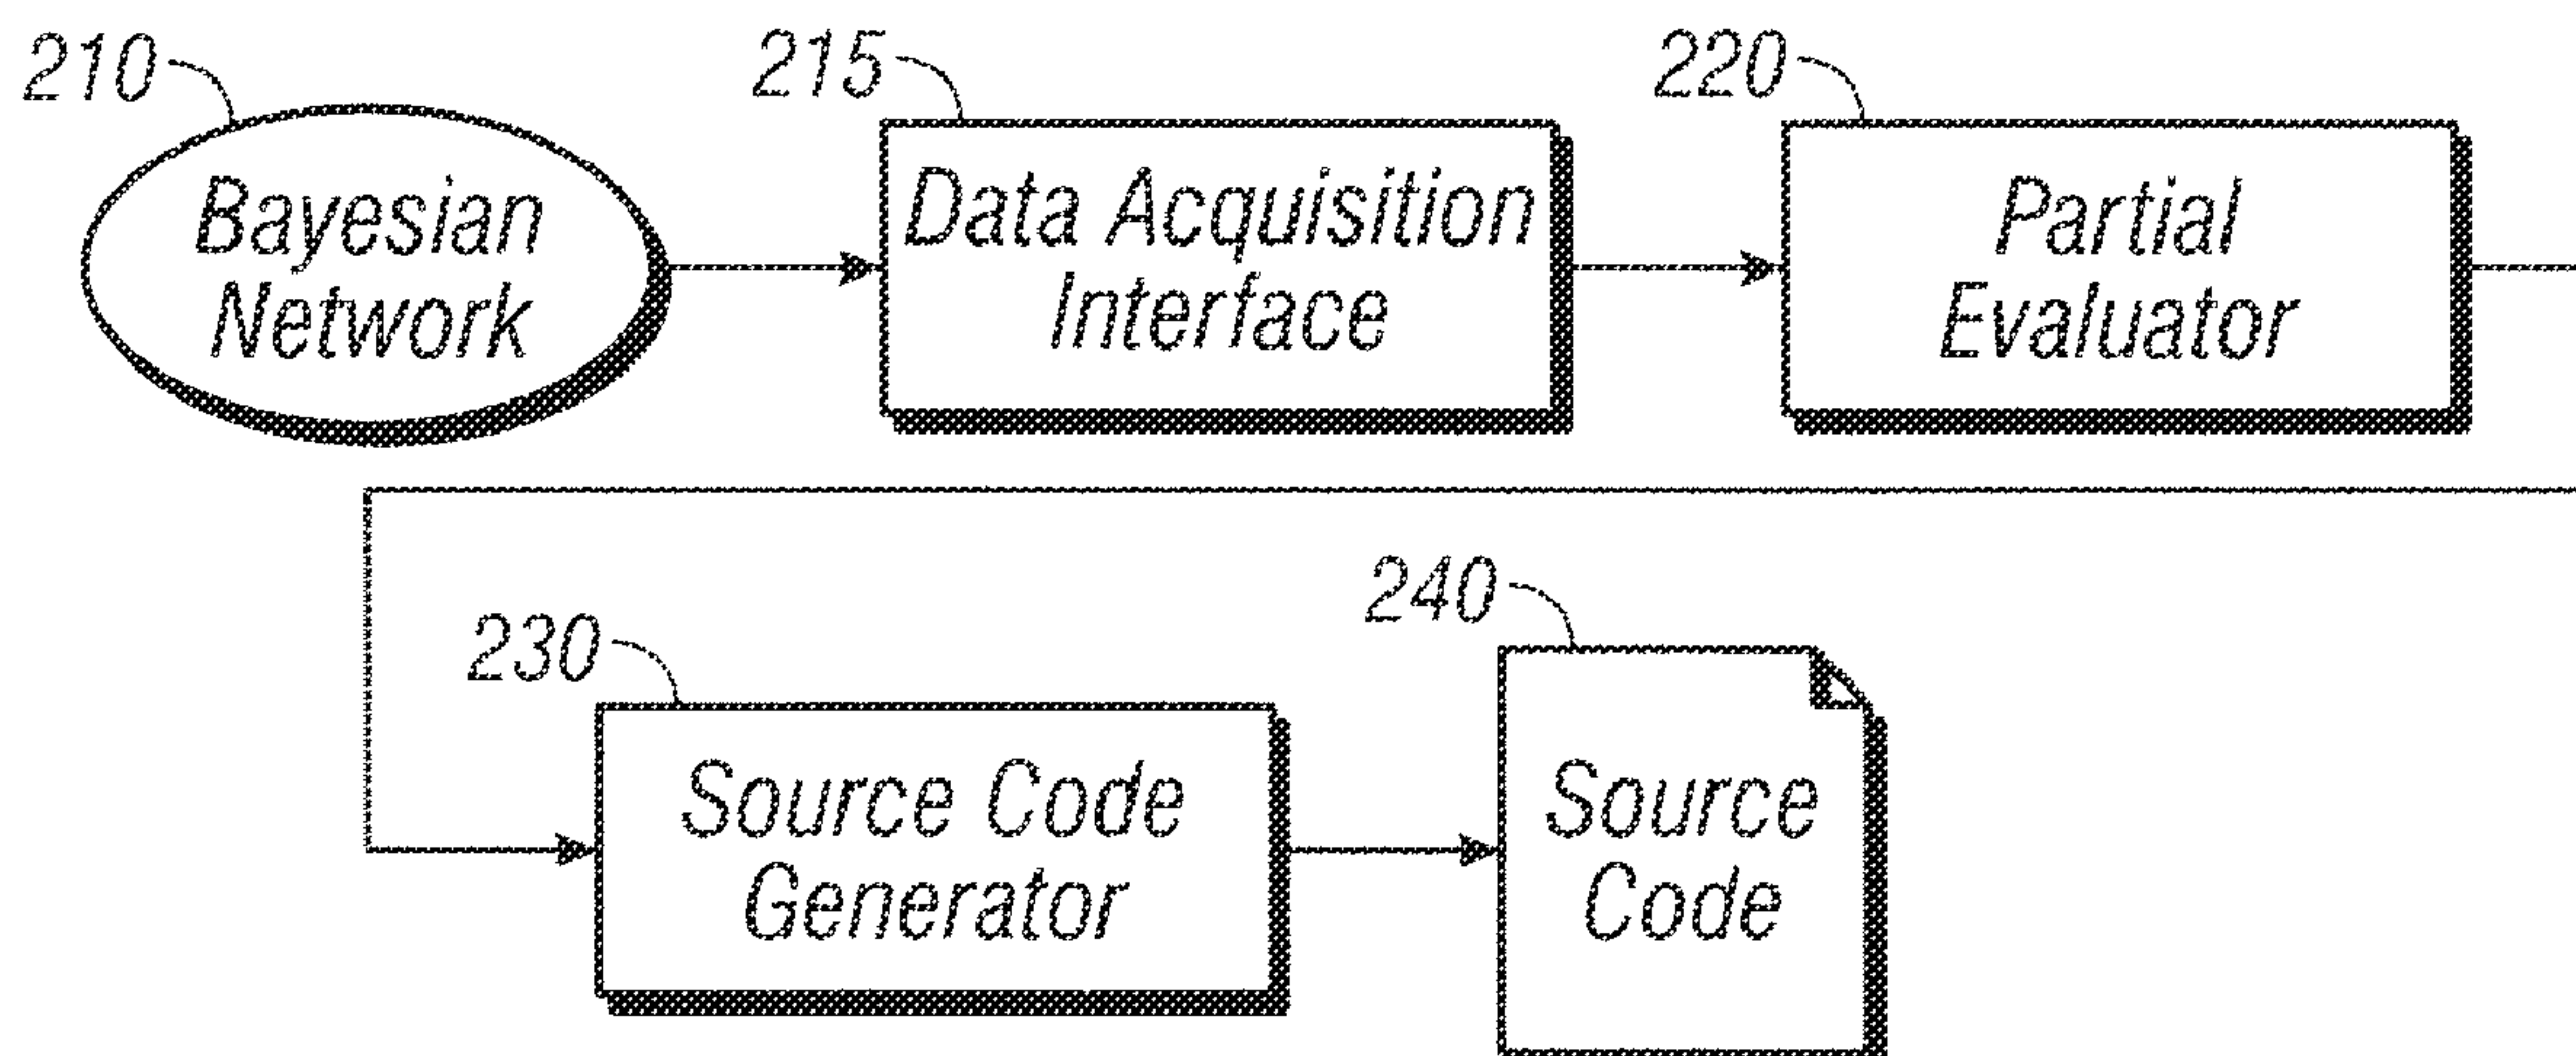 210
215
220
Bayesian
Network
Data Acquisition
Interface
Partial
Evaluator
230
240
Source Code
Generator
Source
Code